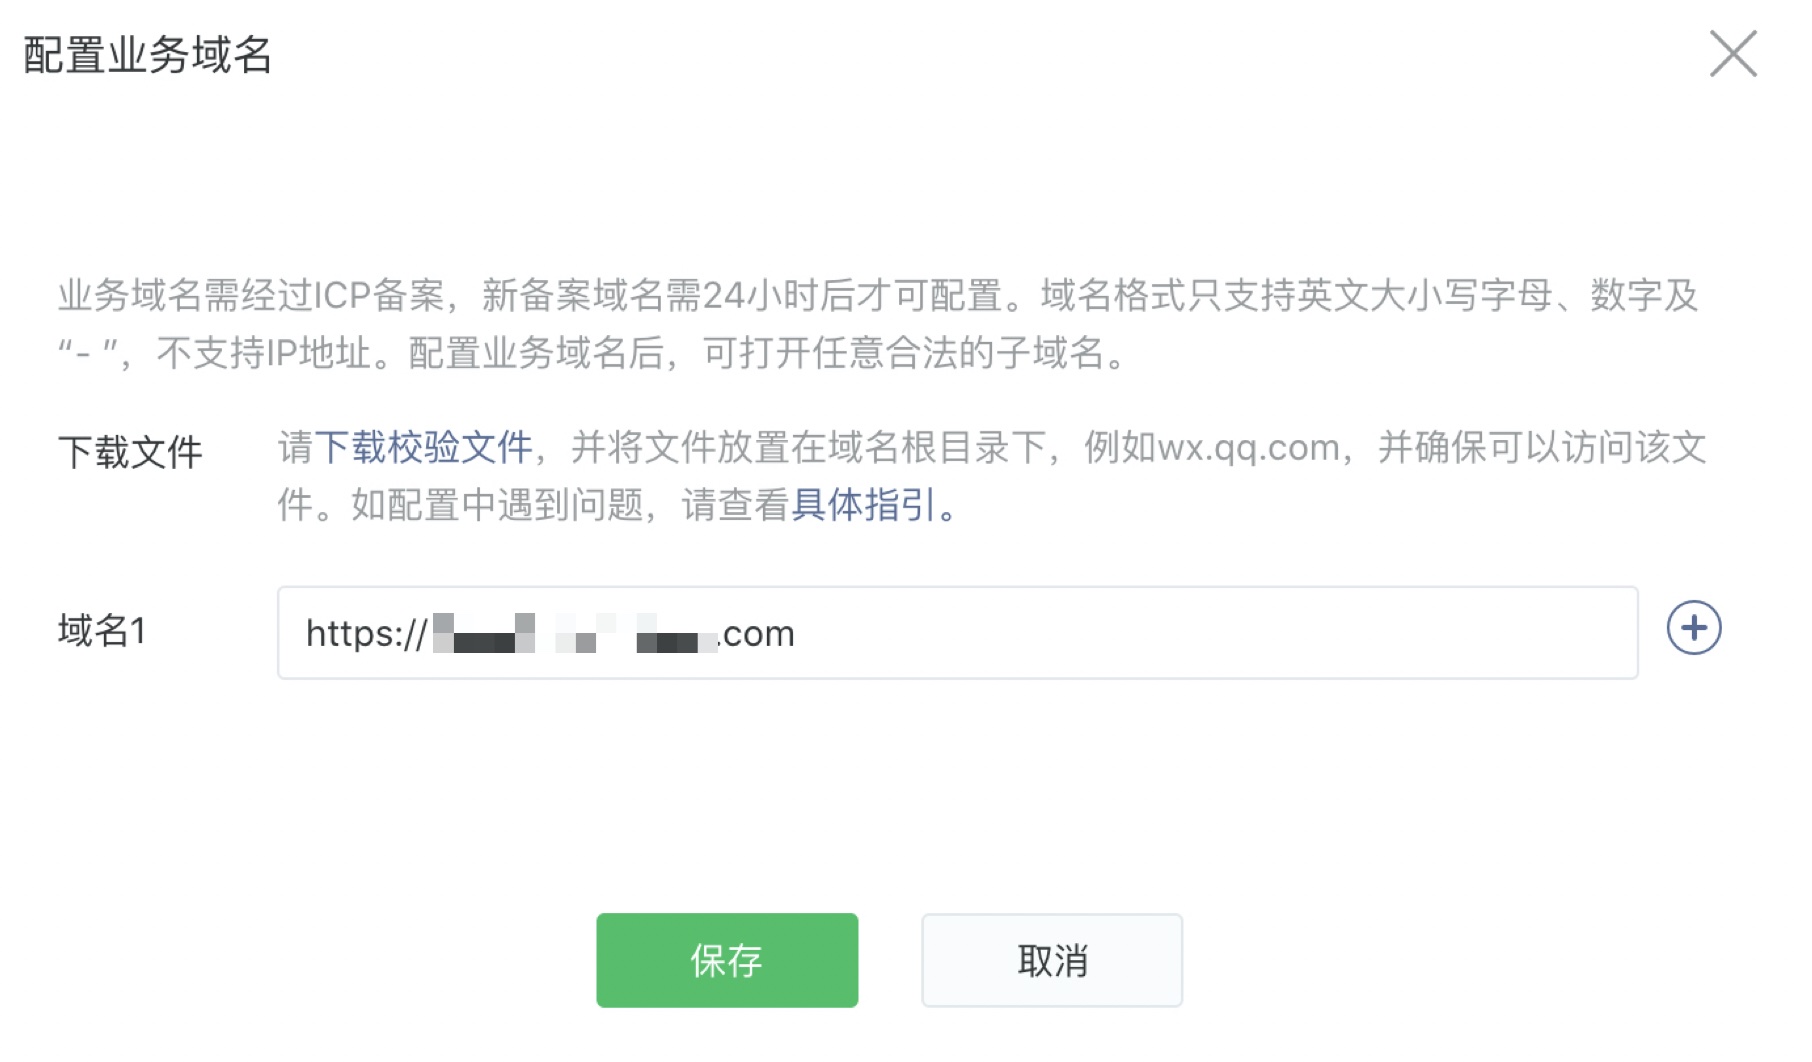 配置业务域名
业务域名需经过ICP备案，新备案域名需24小时后才可配置。域名格式只支持英文大小写字母、数字及
“- ”，不支持IP地址。配置业务域名后，可打开任意合法的子域名。
下载文件
请下载校验文件，并将文件放置在域名根目录下，例如wx.qq.com，并确保可以访问该文
件。如配置中遇到问题，请查看具体指引。
域名1
https:// .com
保存
取消